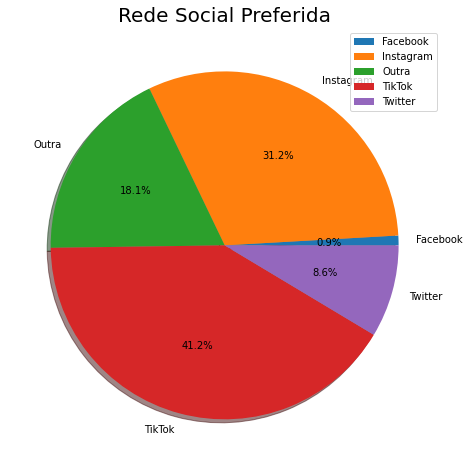 Rede Social Preferida
Facebook
Instagram
Outra
TikTok
Twitter
Instagram
31.2%
Outra
18.1%
0.9%
Facebook
8.6%
Twitter
41.2%
TikTok